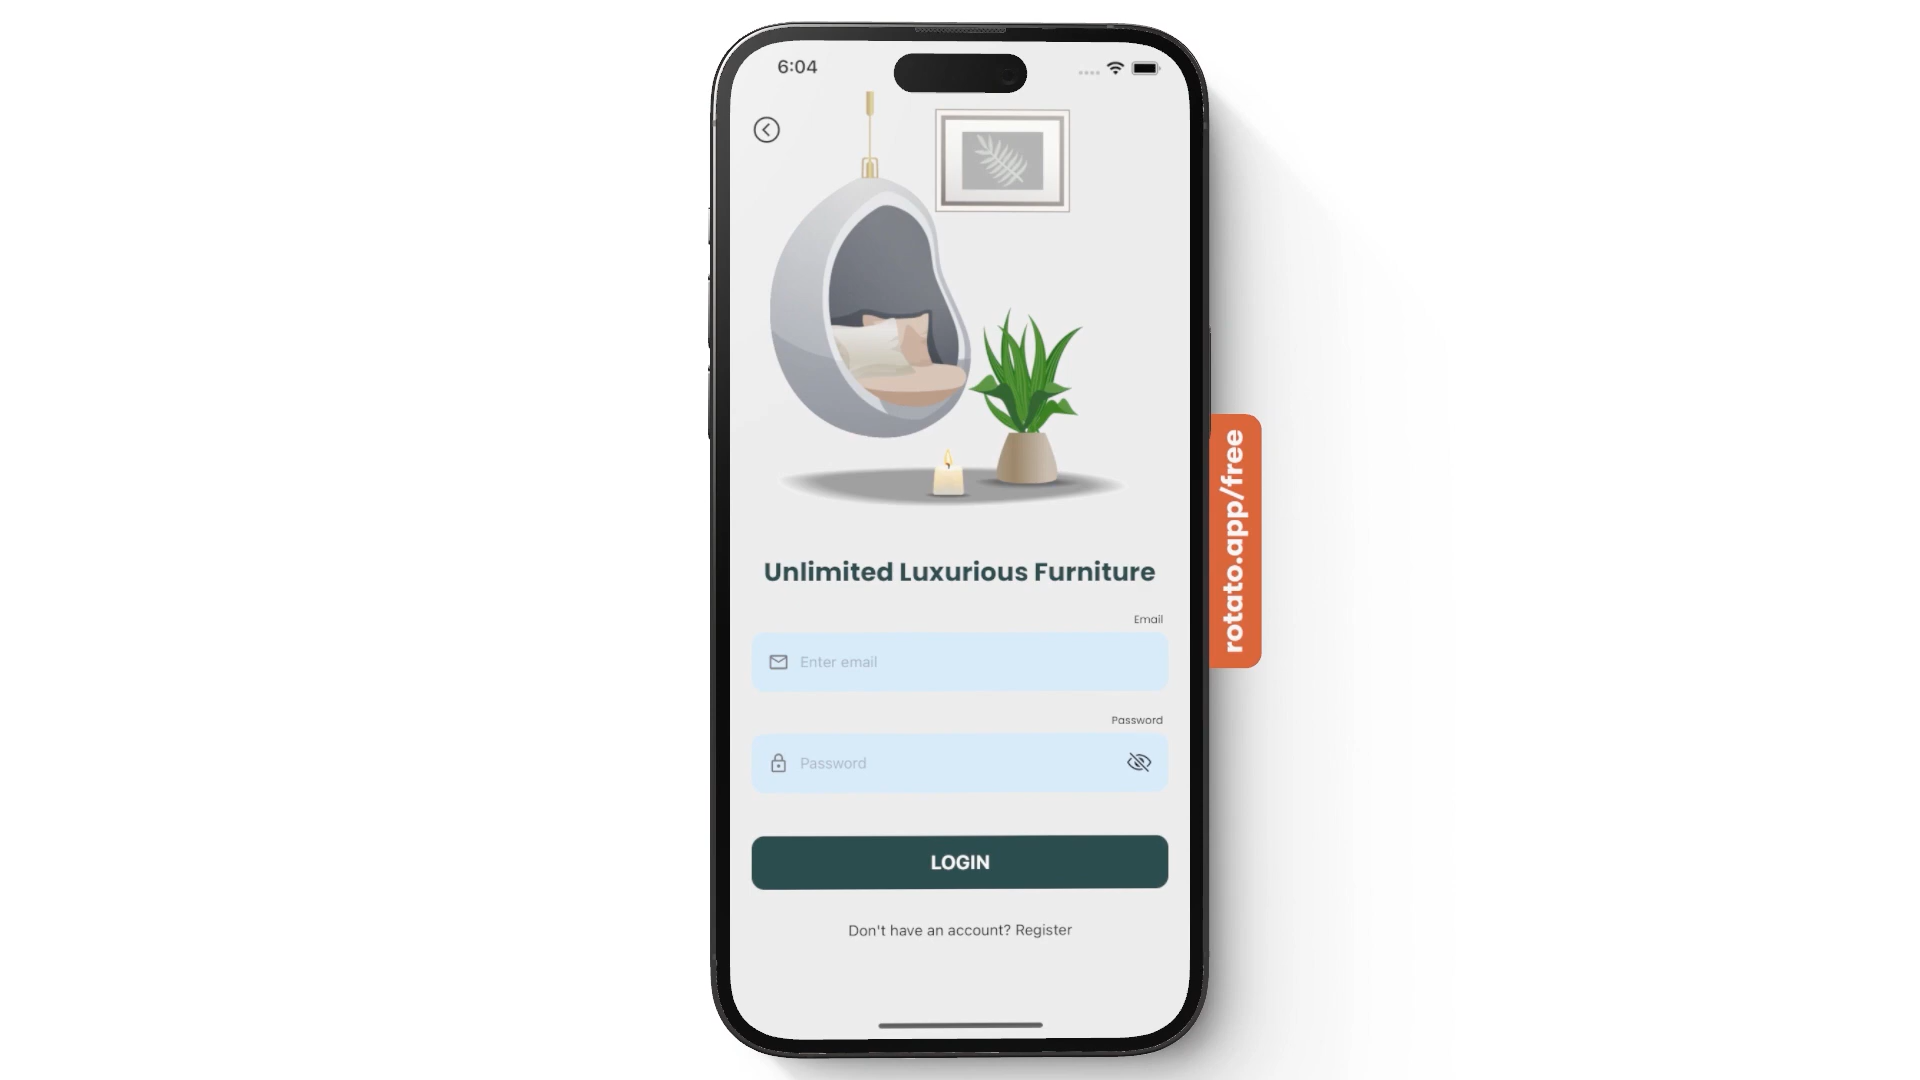 6:04
Unlimited Luxurious Furniture
Email
Enter email
Password
Password
LOGIN
Don't have an account? Register
rotato.app/free